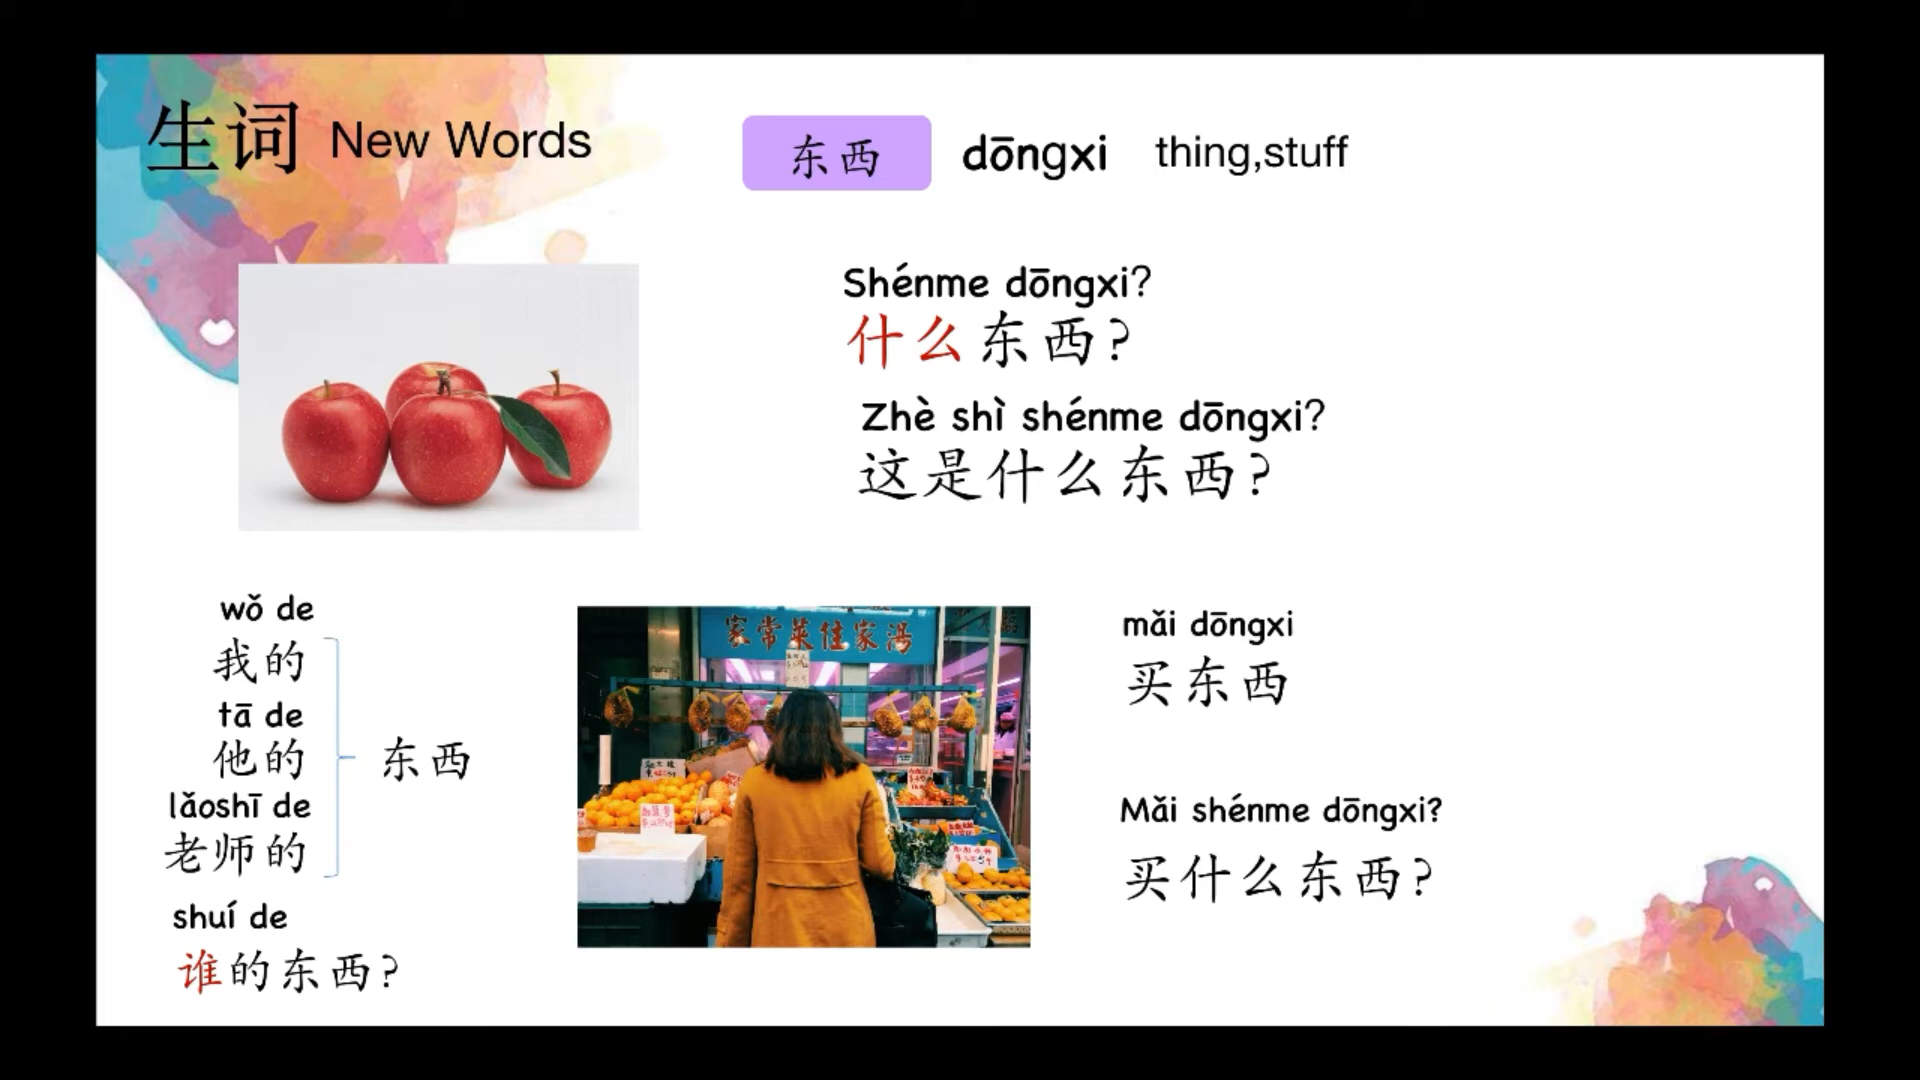 生词 New Words
东西 dōngxi thing,stuff
Shénme dōngxi?
什么东西?
Zhè shì shénme dōngxi?
这是什么东西?
wǒ de
我的
tā de
他的
东西
lǎoshī de
老师的
shuí de
谁的东西?
家常菜住家湯
mǎi dōngxi
买东西
Mǎi shénme dōngxi?
买什么东西?